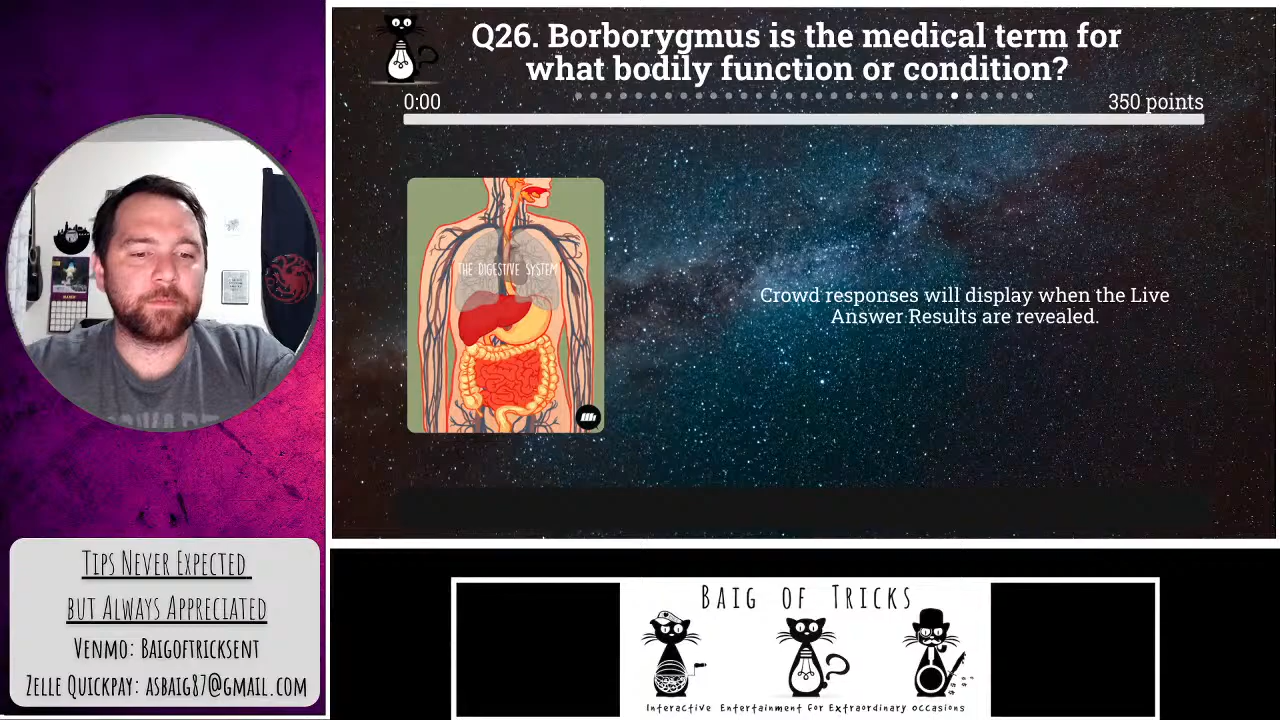 Q26. Borborygmus is the medical term for
what bodily function or condition?
0:00
350 points
THE DIGESTIVE SYSTEM
Crowd responses will display when the Live
Answer Results are revealed.
TIPS NEVER EXPECTED
BUT ALWAYS APPRECIATED
VENMO: BAIGOFTRICKSENT
ZELLE QUICKPAY: ASBAIG87@GMAIL.COM
BAIG OF TRICKS
Interactive Entertainment for Extraordinary Occasions